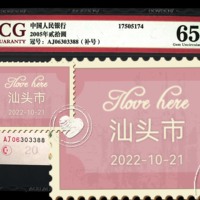 CG
GUARANTY
中国人民银行
2005年贰拾圆
冠号：AJ06303388（补号）
17505174
65
Gem Uncirculated
I love here
汕头市
2022-10-21
I love here
汕头市
2022-10-21
AJ06303388
20